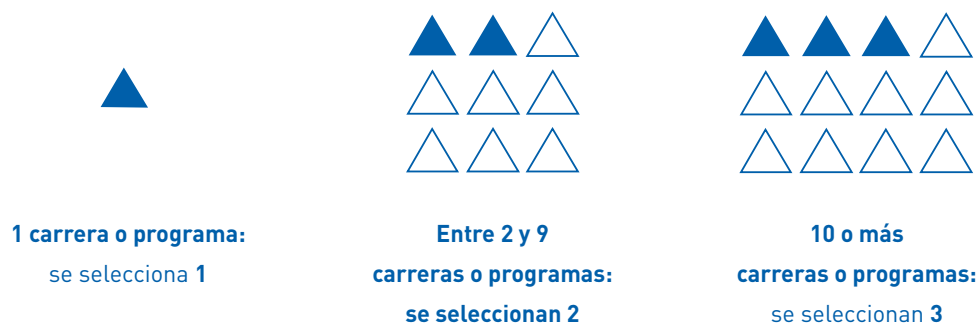 1 carrera o programa:
se selecciona 1
Entre 2 y 9
carreras o programas:
se seleccionan 2
10 o más
carreras o programas:
se seleccionan 3